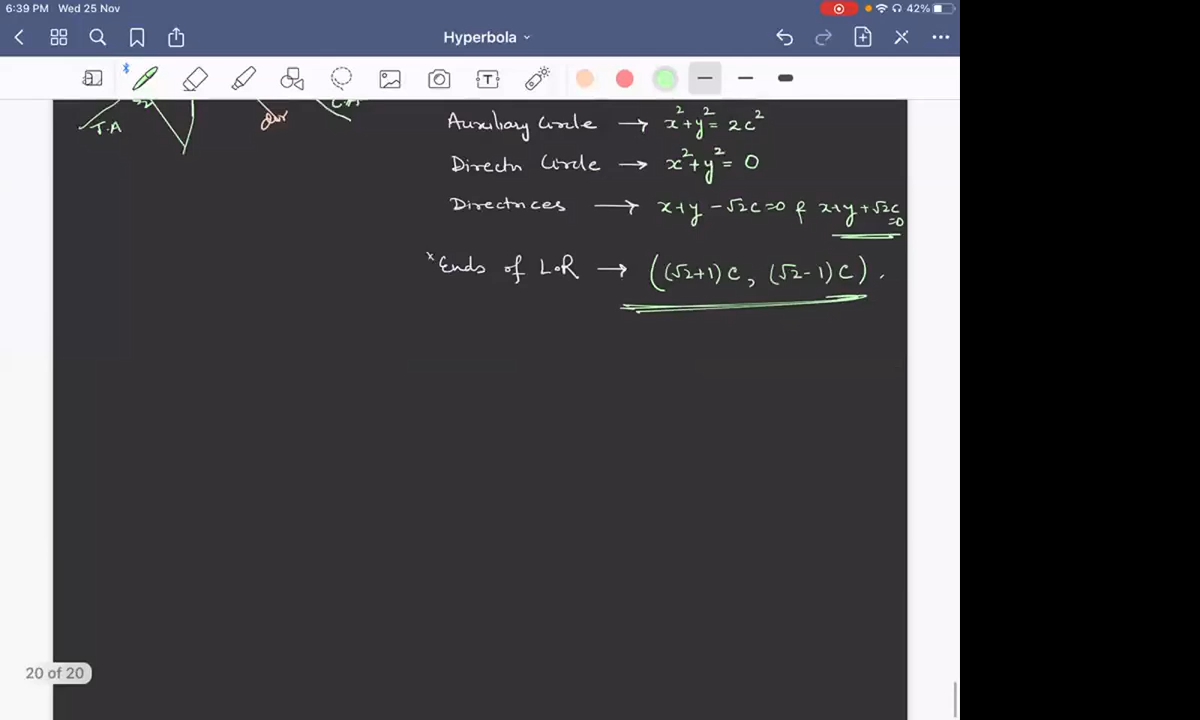 6:39 PM Wed 25 Nov 42%
Hyperbola
T.A
Auxiliary Circle → x²+y² = 2c²
Directr Circle → x²+y² = 0
Directrices → x+y-√2c=0 & x+y+√2c=0
*Ends of L.R → ((√2+1)c, (√2-1)c).
20 of 20